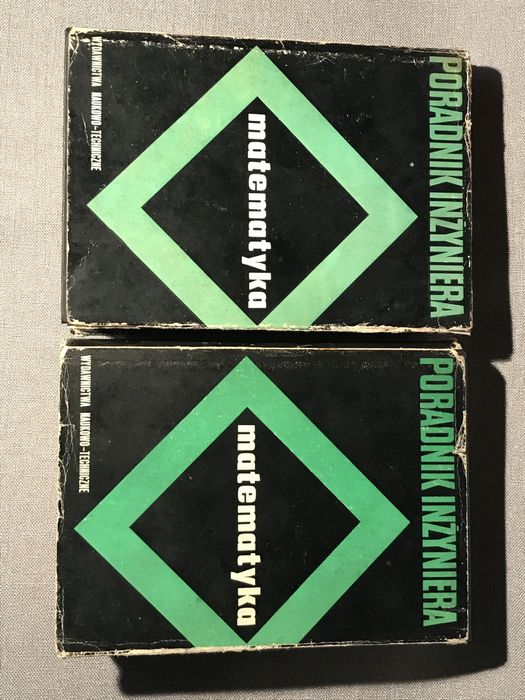 PORADNIK INŻYNIERA
matematyka
WYDAWNICTWA NAUKOWO-TECHNICZNE
PORADNIK INŻYNIERA
matematyka
WYDAWNICTWA NAUKOWO-TECHNICZNE